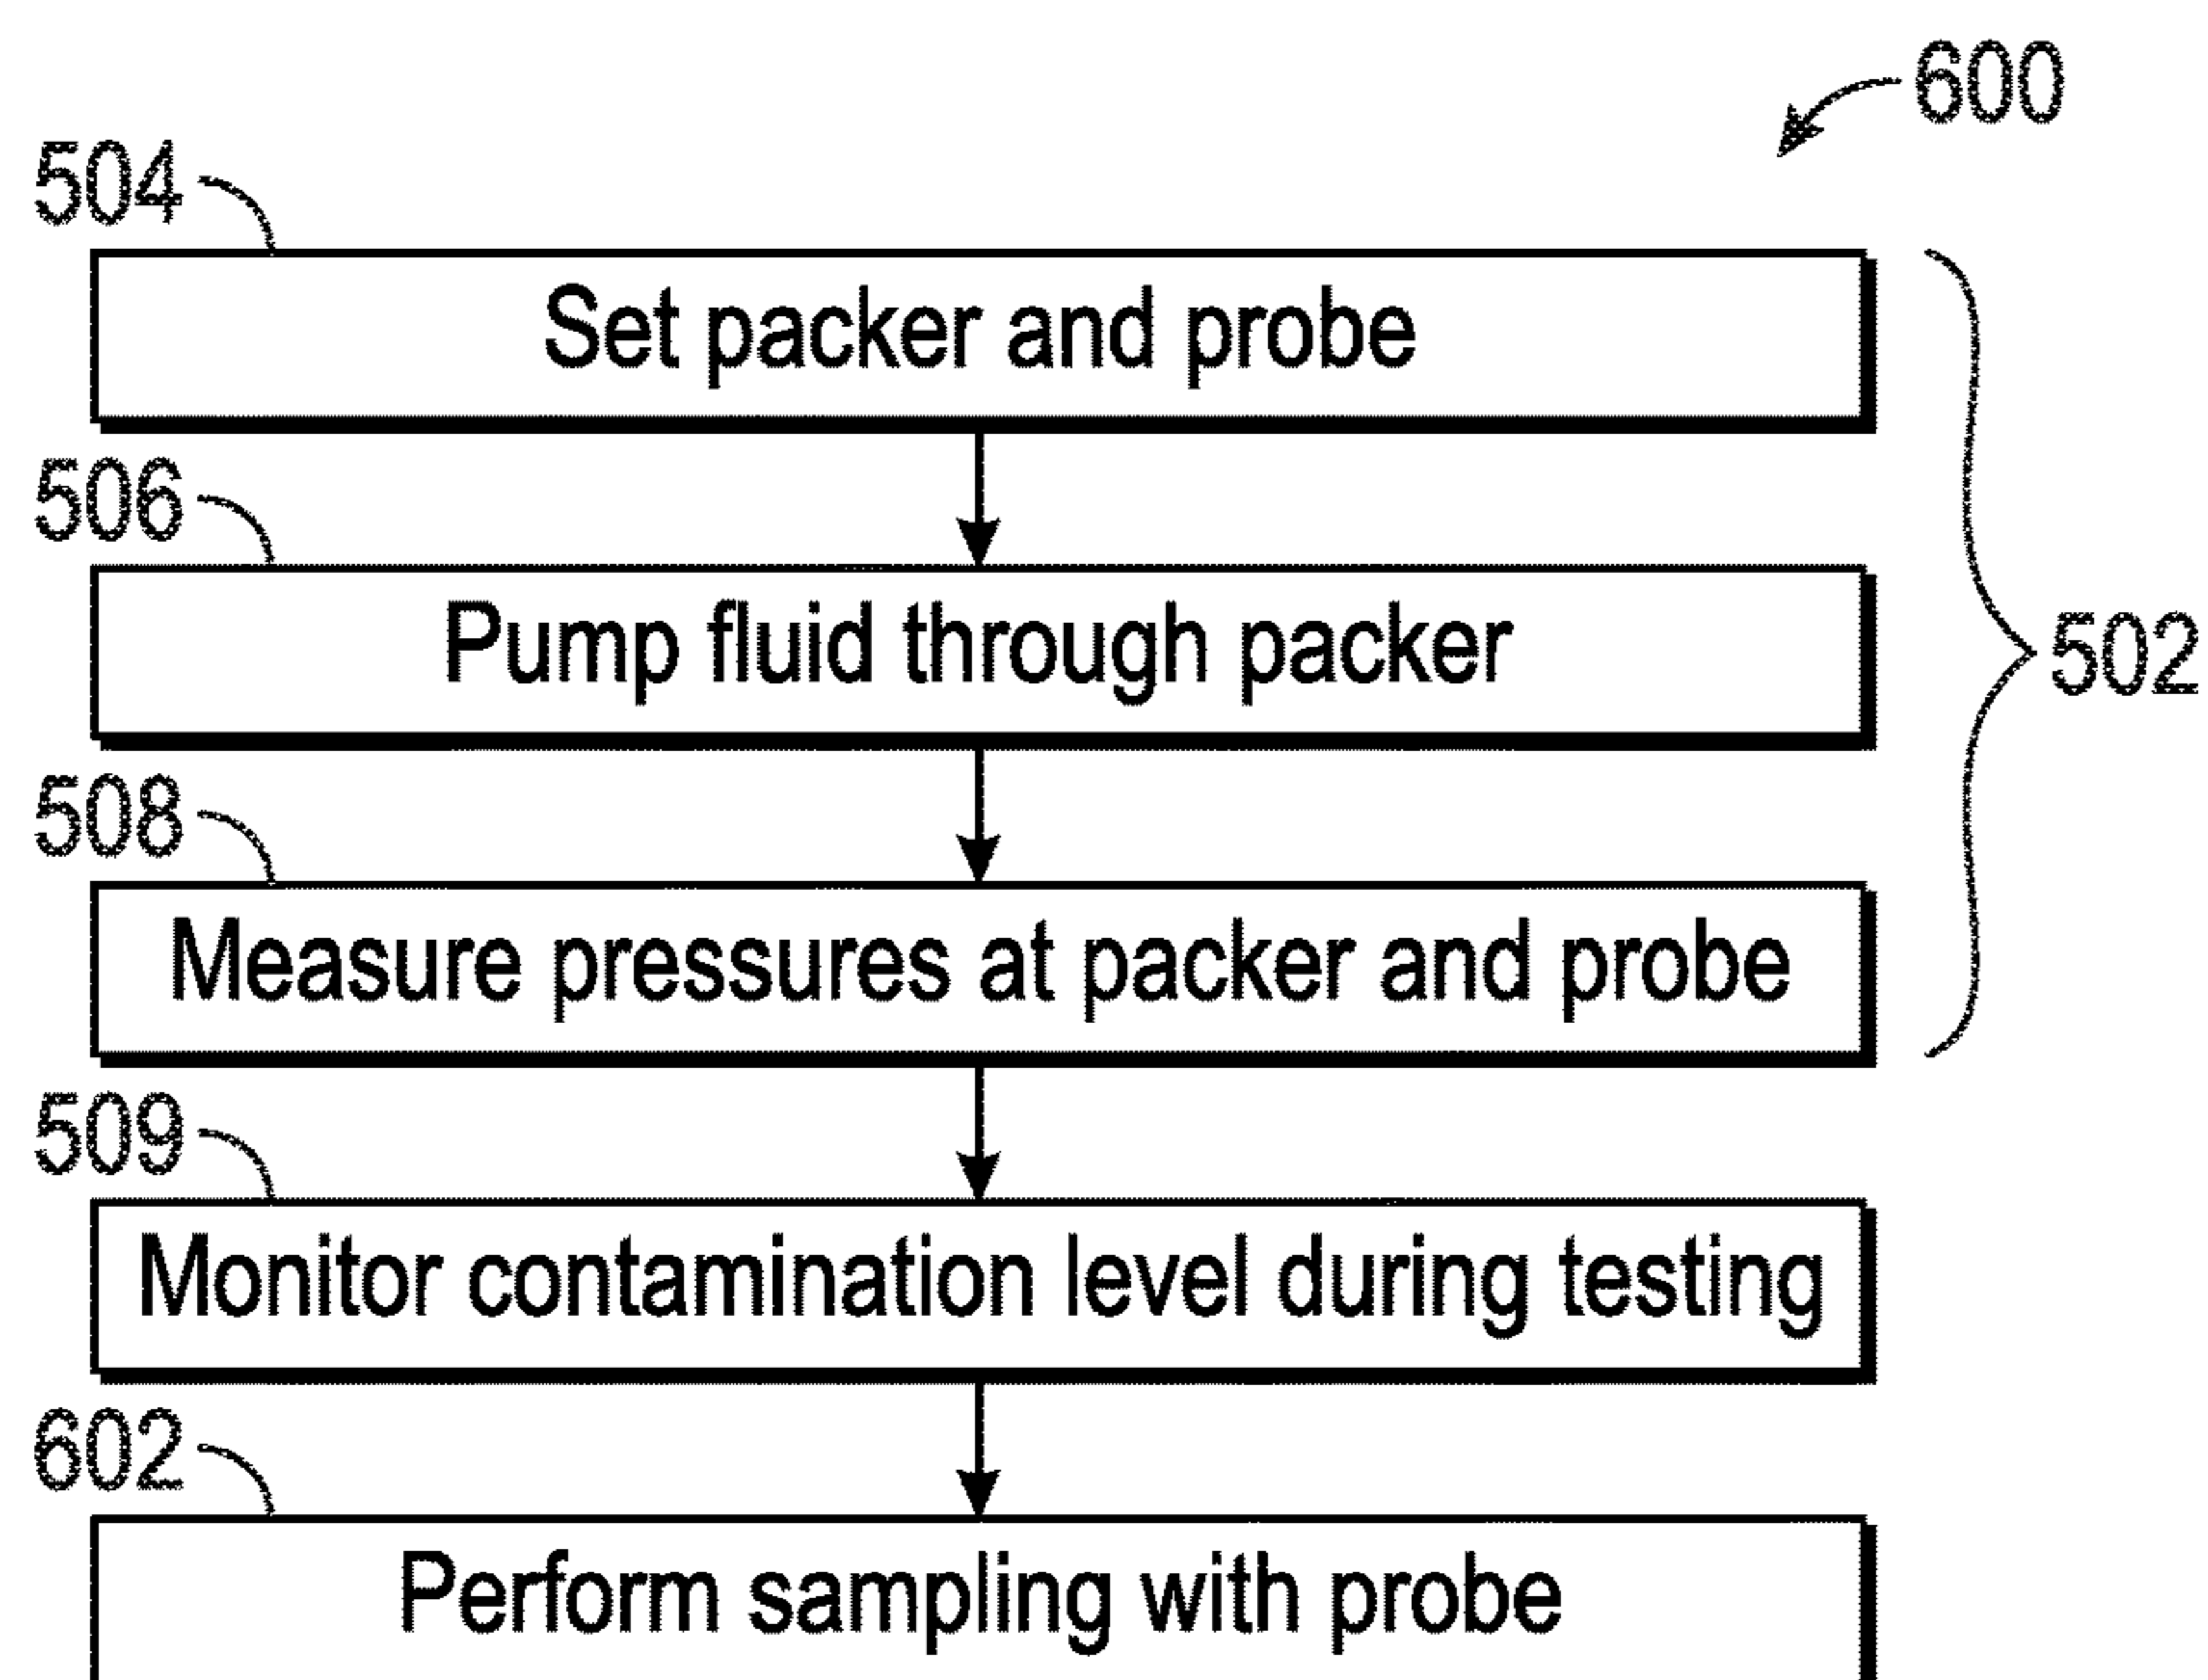 600
504
Set packer and probe
506
Pump fluid through packer
502
508
Measure pressures at packer and probe
509
Monitor contamination level during testing
602
Perform sampling with probe